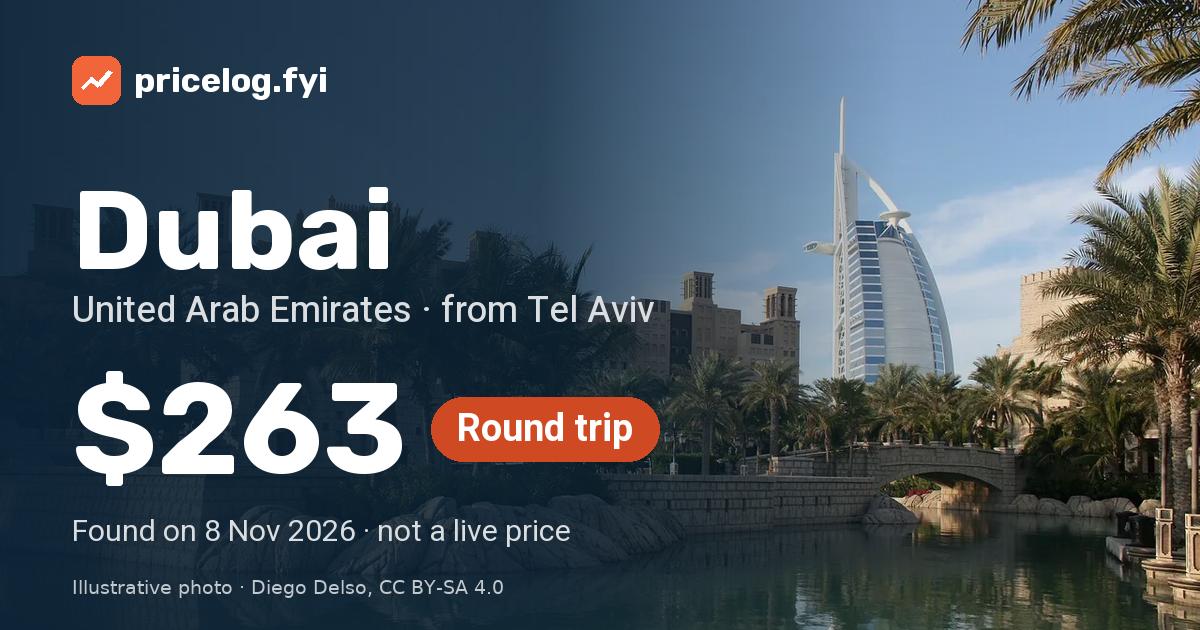 pricelog.fyi
Dubai
United Arab Emirates · from Tel Aviv
$263
Round trip
Found on 8 Nov 2026 · not a live price
Illustrative photo · Diego Delso, CC BY-SA 4.0